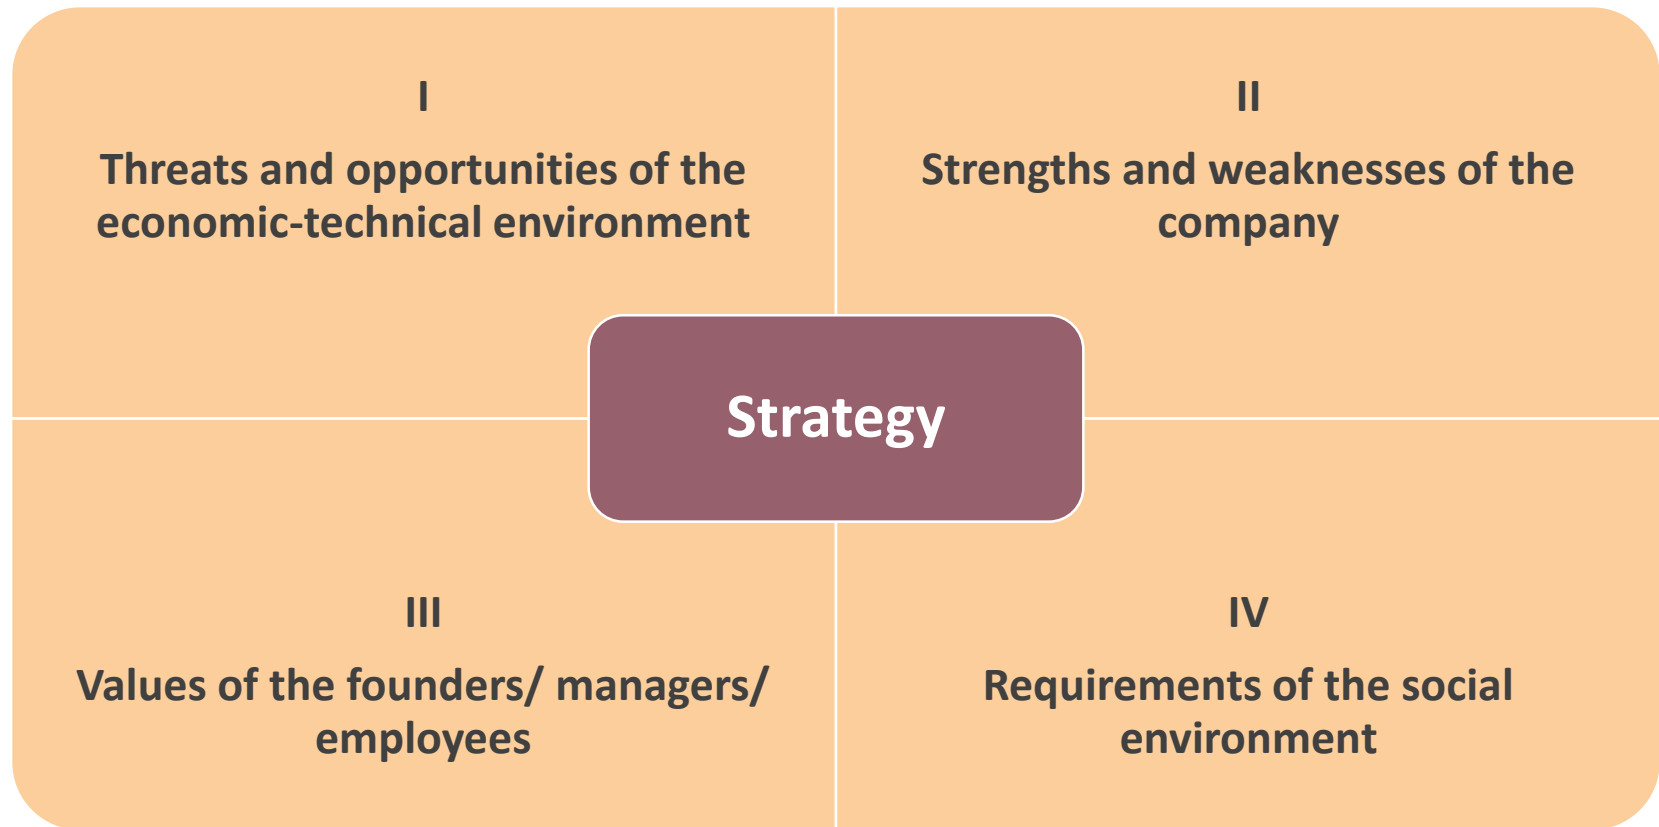 I
Threats and opportunities of the
economic-technical environment
II
Strengths and weaknesses of the
company
Strategy
III
Values of the founders/ managers/
employees
IV
Requirements of the social
environment